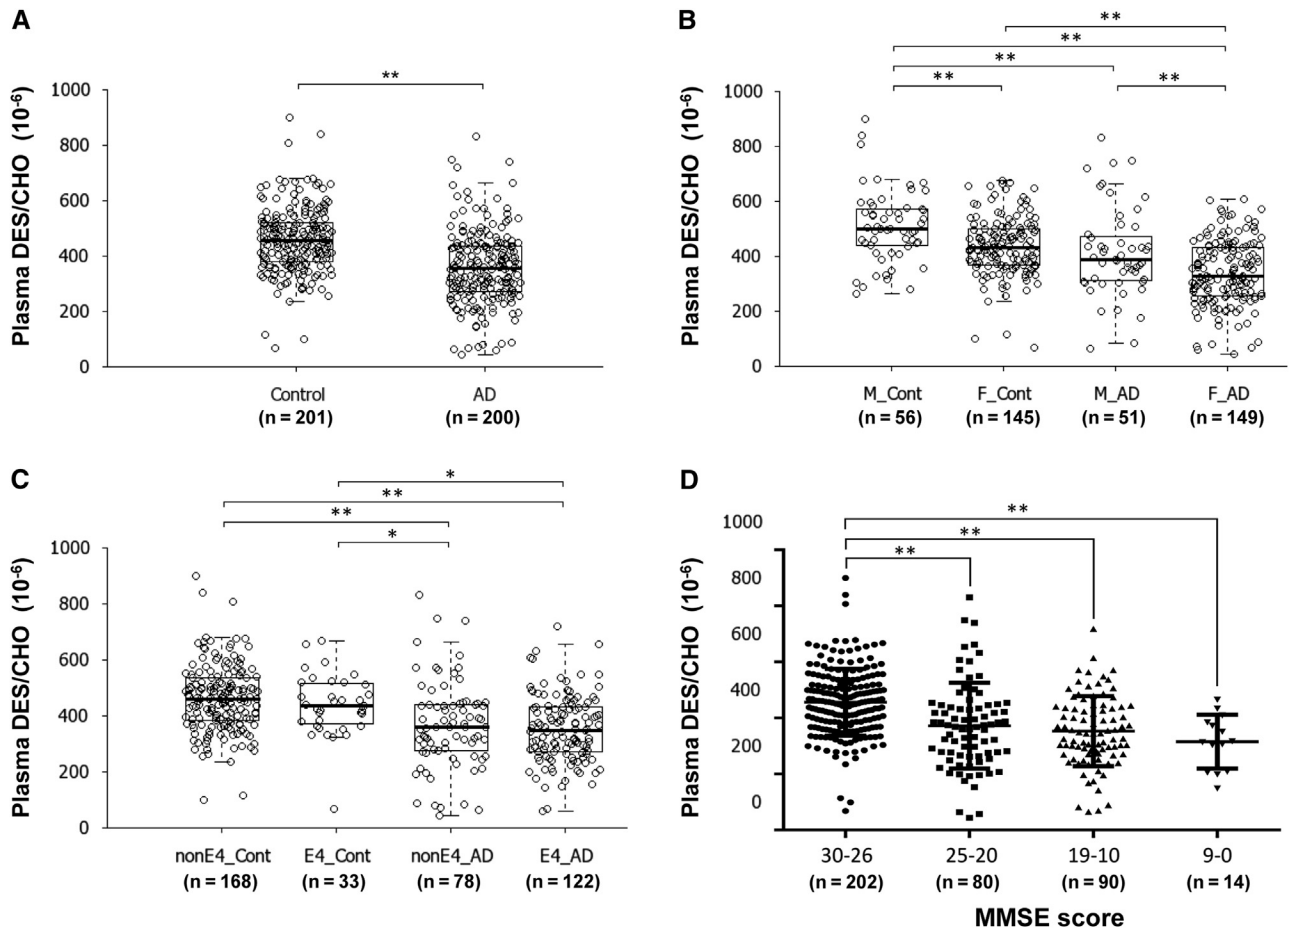 A
**
Plasma DES/CHO (10-6)
1000
800
600
400
200
0
Control
AD
(n = 201)
(n = 200)
B
**
**
**
** **
Plasma DES/CHO (10-6)
1000
800
600
400
200
0
M_Cont F_Cont M_AD F_AD
(n = 56) (n = 145) (n = 51) (n = 149)
C
*
**
**
*
Plasma DES/CHO (10-6)
1000
800
600
400
200
0
nonE4_Cont E4_Cont nonE4_AD E4_AD
(n = 168) (n = 33) (n = 78) (n = 122)
D
**
**
**
Plasma DES/CHO (10-6)
1000
800
600
400
200
0
30-26 25-20 19-10 9-0
(n = 202) (n = 80) (n = 90) (n = 14)
MMSE score